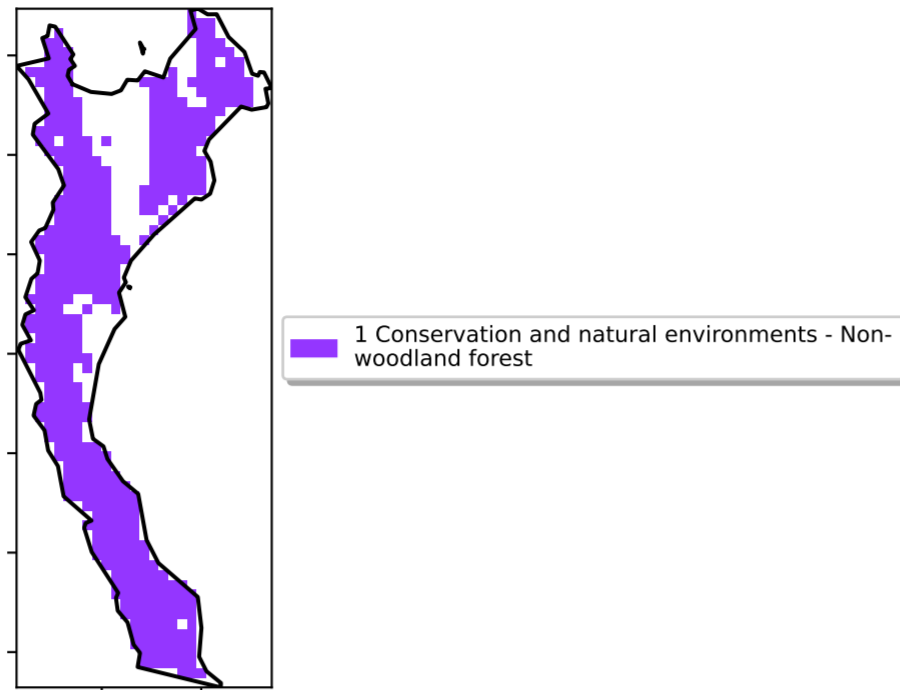 1 Conservation and natural environments - Non-
woodland forest